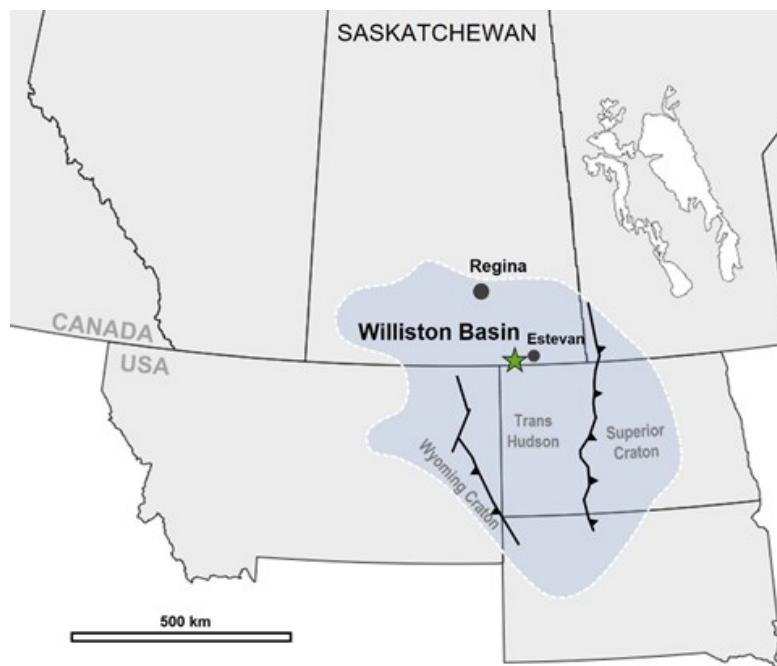 SASKATCHEWAN
Regina
Williston Basin
Estevan
CANADA
USA
Trans
Hudson
Superior
Craton
Wyoming Craton
500 km